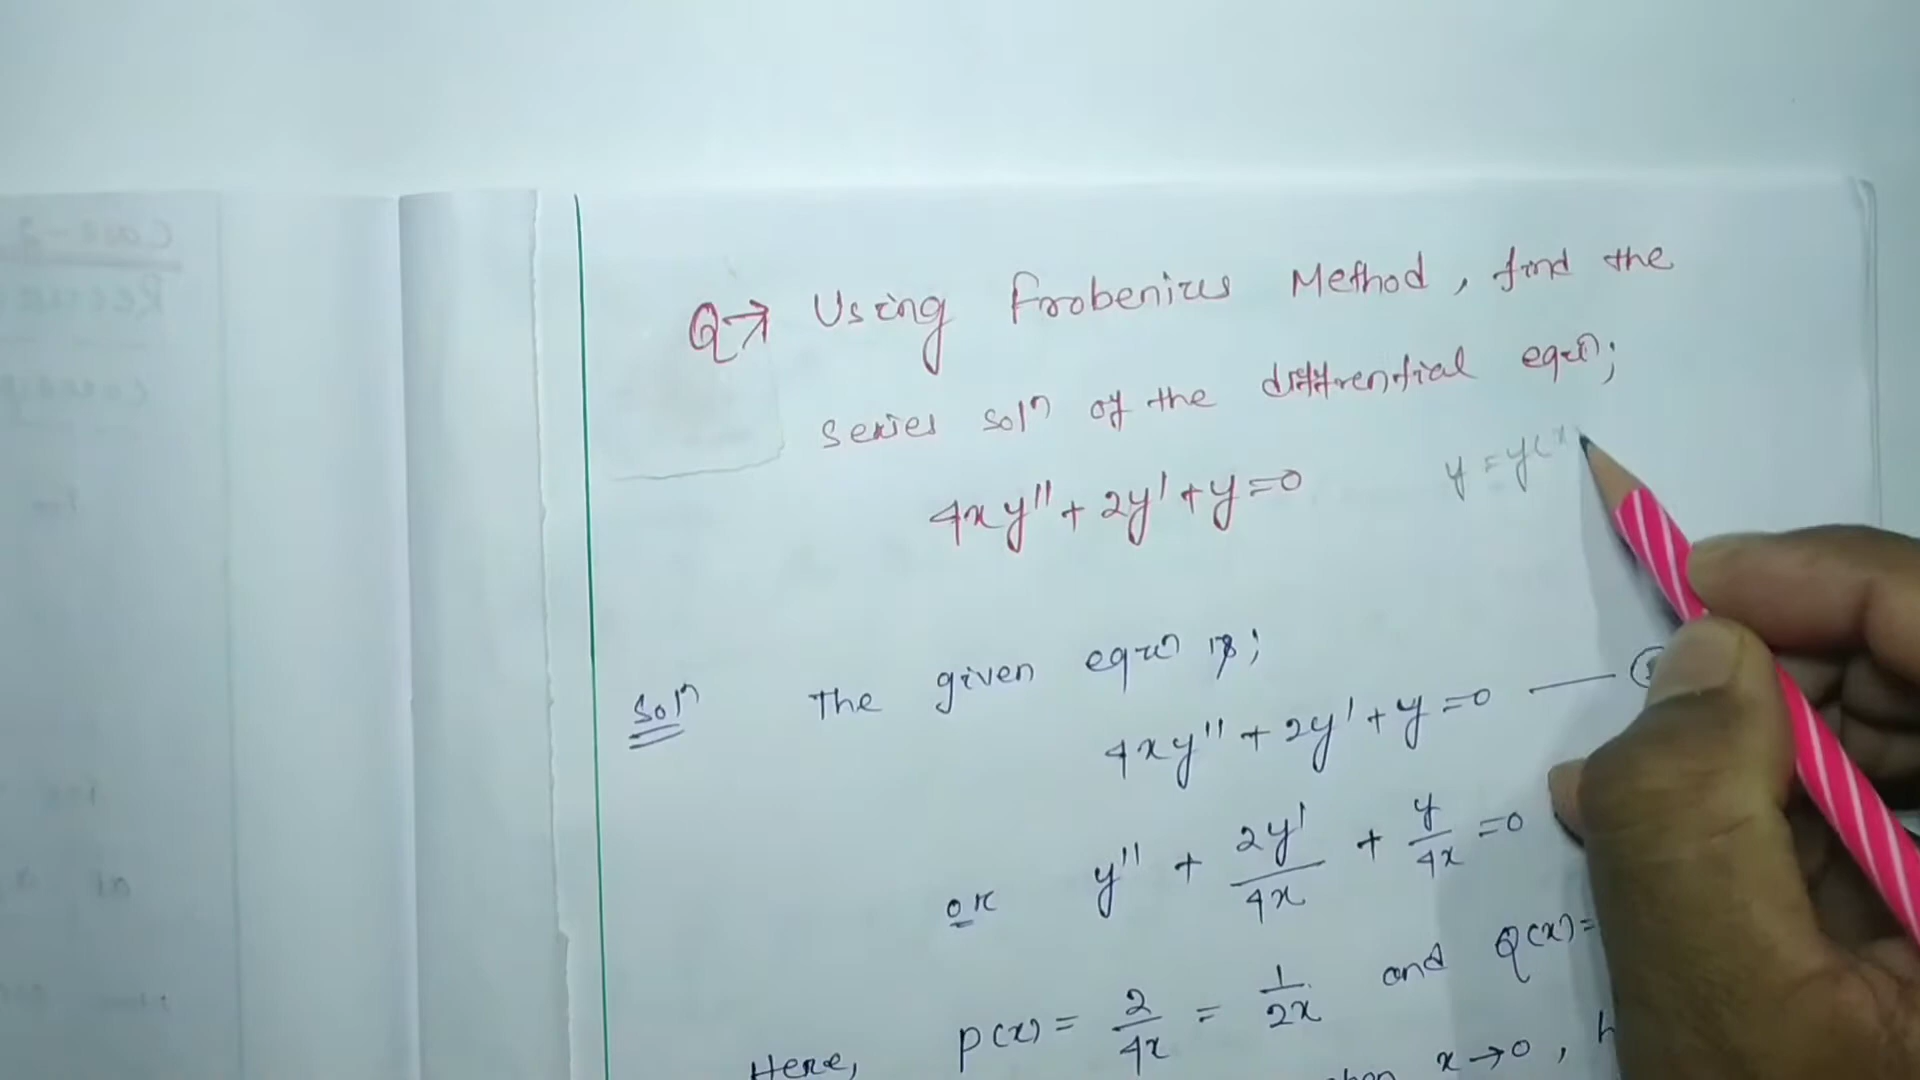 Q→ Using Frobenius Method, find the
series solⁿ of the differential eqn;
4xy'' + 2y' + y = 0
y = y(x
Solⁿ The given eqn is;
4xy'' + 2y' + y = 0 —— ①
or y'' + 2y'/4x + y/4x = 0
Here, P(x) = 2/4x = 1/2x and Q(x) =
x → 0,